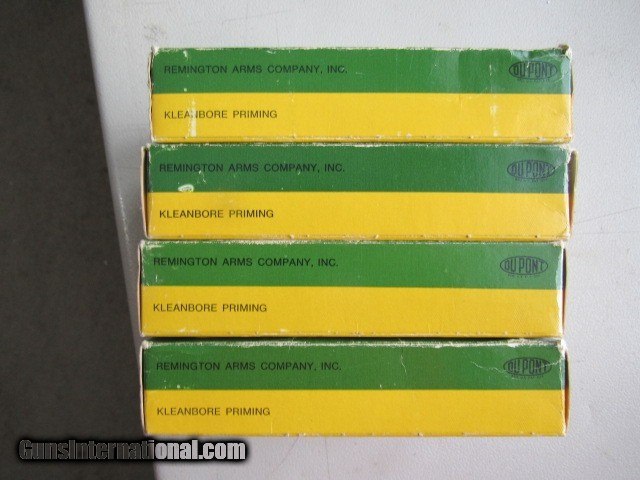 REMINGTON ARMS COMPANY, INC.
DU PONT
KLEANBORE PRIMING
REMINGTON ARMS COMPANY, INC.
DU PONT
KLEANBORE PRIMING
REMINGTON ARMS COMPANY, INC.
DU PONT
KLEANBORE PRIMING
REMINGTON ARMS COMPANY, INC.
DU PONT
KLEANBORE PRIMING
GunsInternational.com